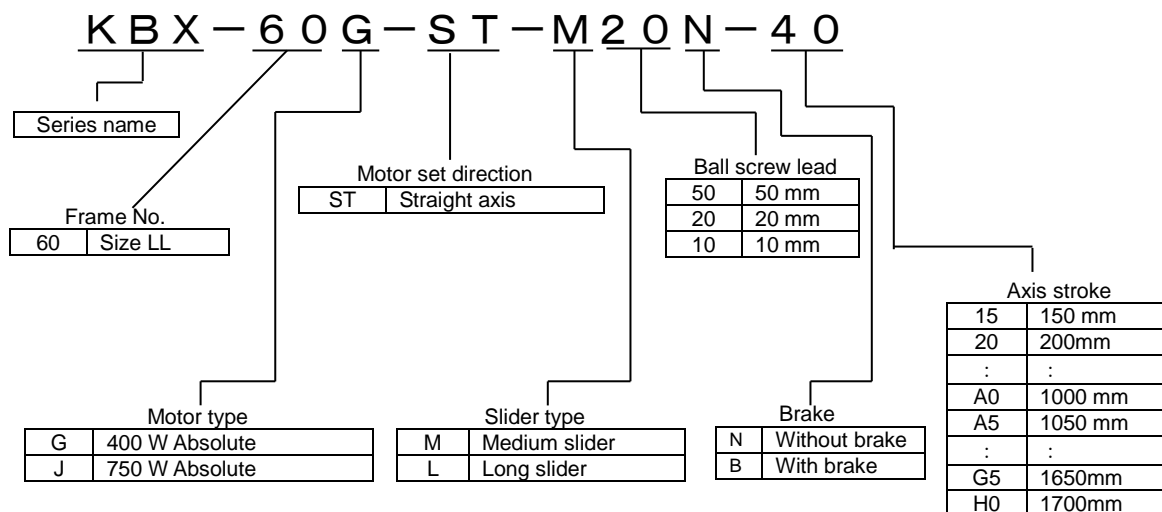 KBX-60G-ST-M20N-40
Series name
Motor set direction
ST Straight axis
Ball screw lead
50 50 mm
20 20 mm
10 10 mm
Frame No.
60 Size LL
Axis stroke
15 150 mm
20 200mm
: :
A0 1000 mm
A5 1050 mm
: :
G5 1650mm
H0 1700mm
Motor type
G 400 W Absolute
J 750 W Absolute
Slider type
M Medium slider
L Long slider
Brake
N Without brake
B With brake